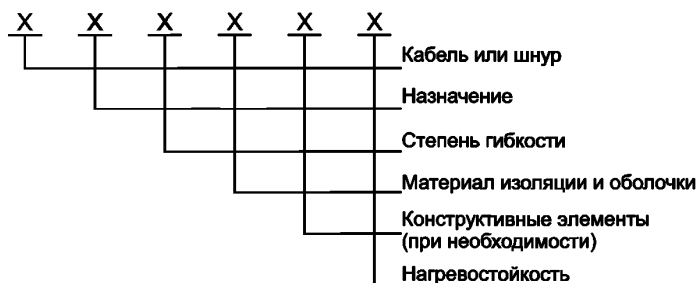 X X X X X X
Кабель или шнур
Назначение
Степень гибкости
Материал изоляции и оболочки
Конструктивные элементы
(при необходимости)
Нагревостойкость